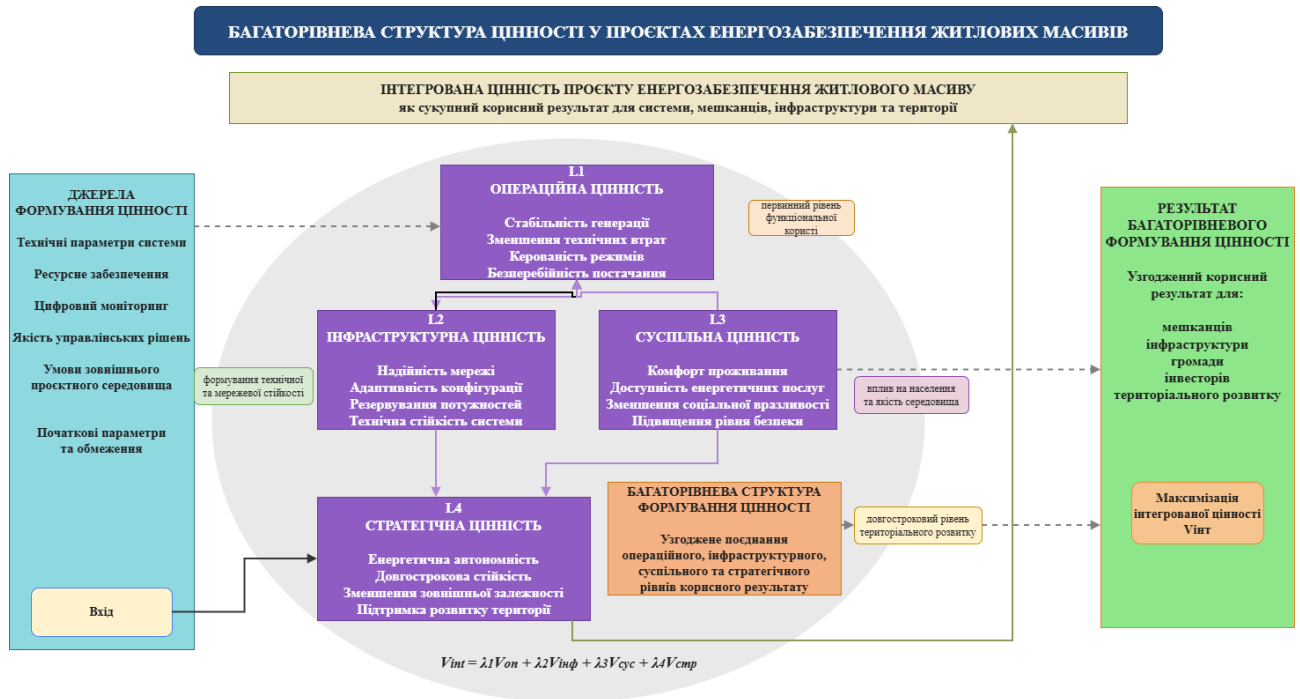 БАГАТОРІВНЕВА СТРУКТУРА ЦІННОСТІ У ПРОЄКТАХ ЕНЕРГОЗАБЕЗПЕЧЕННЯ ЖИТЛОВИХ МАСИВІВ
ІНТЕГРОВАНА ЦІННІСТЬ ПРОЄКТУ ЕНЕРГОЗАБЕЗПЕЧЕННЯ ЖИТЛОВОГО МАСИВУ
як сукупний корисний результат для системи, мешканців, інфраструктури та території
ДЖЕРЕЛА
ФОРМУВАННЯ ЦІННОСТІ
Технічні параметри системи
Ресурсне забезпечення
Цифровий моніторинг
Якість управлінських рішень
Умови зовнішнього
проєктного середовища
Початкові параметри
та обмеження
Вхід
L1
ОПЕРАЦІЙНА ЦІННІСТЬ
Стабільність генерації
Зменшення технічних втрат
Керованість режимів
Безперебійність постачання
первинний рівень
функціональної
користі
L2
ІНФРАСТРУКТУРНА ЦІННІСТЬ
Надійність мережі
Адаптивність конфігурації
Резервування потужностей
Технічна стійкість системи
формування технічної
та мережевої стійкості
L3
СУСПІЛЬНА ЦІННІСТЬ
Комфорт проживання
Доступність енергетичних послуг
Зменшення соціальної вразливості
Підвищення рівня безпеки
вплив на населення
та якість середовища
L4
СТРАТЕГІЧНА ЦІННІСТЬ
Енергетична автономність
Довгострокова стійкість
Зменшення зовнішньої залежності
Підтримка розвитку території
БАГАТОРІВНЕВА СТРУКТУРА
ФОРМУВАННЯ ЦІННОСТІ
Узгоджене поєднання
операційного, інфраструктурного,
суспільного та стратегічного
рівнів корисного результату
довгостроковий рівень
територіального розвитку
Vint = λ1Vоп + λ2Vінф + λ3Vсус + λ4Vстр
РЕЗУЛЬТАТ
БАГАТОРІВНЕВОГО
ФОРМУВАННЯ ЦІННОСТІ
Узгоджений корисний
результат для:
мешканців
інфраструктури
громади
інвесторів
територіального розвитку
Максимізація
інтегрованої цінності
Vінт